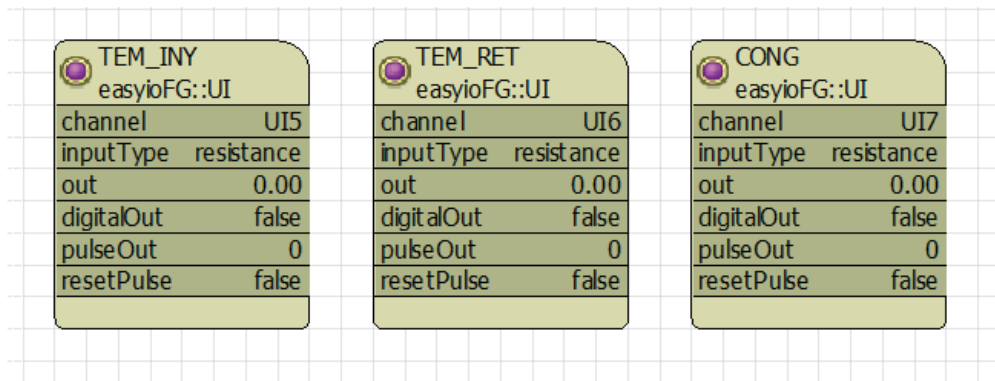 TEM_INY
easyioFG::UI
channel UI5
inputType resistance
out 0.00
digitalOut false
pulseOut 0
resetPulse false
TEM_RET
easyioFG::UI
channel UI6
inputType resistance
out 0.00
digitalOut false
pulseOut 0
resetPulse false
CONG
easyioFG::UI
channel UI7
inputType resistance
out 0.00
digitalOut false
pulseOut 0
resetPulse false